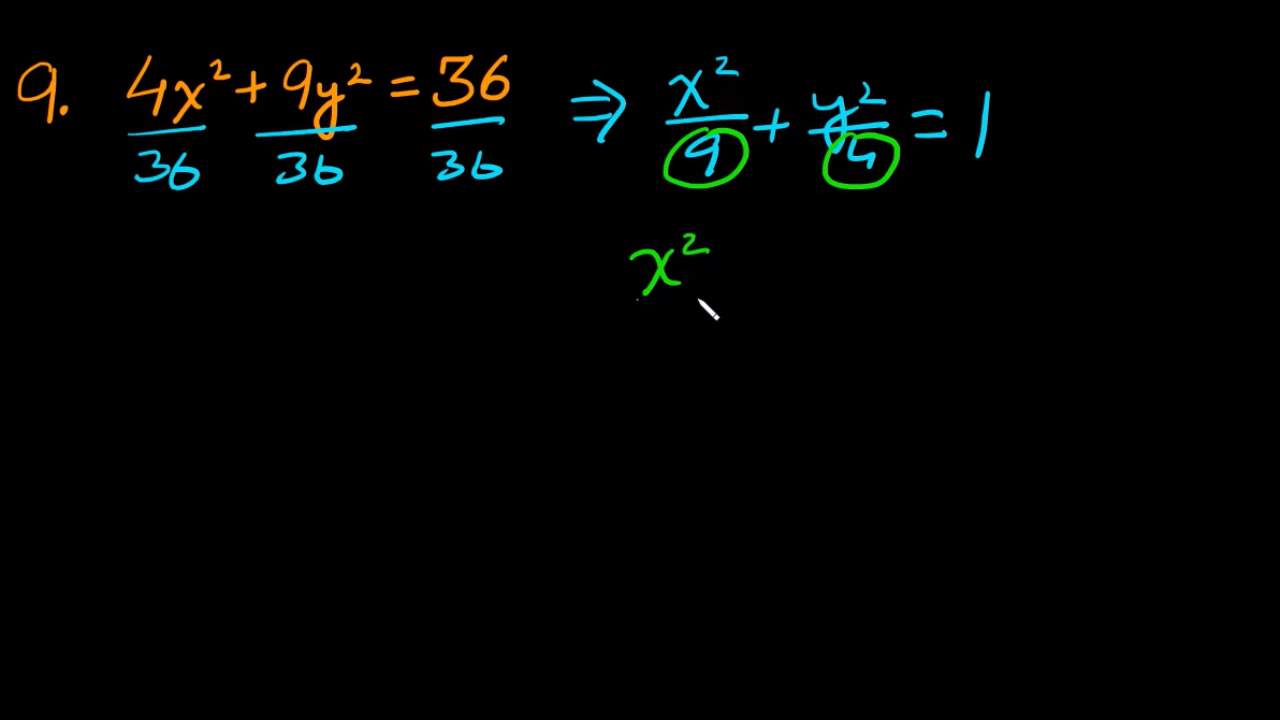 9. 4x²/36 + 9y²/36 = 36/36 ⇒ x²/9 + y²/4 = 1
x²